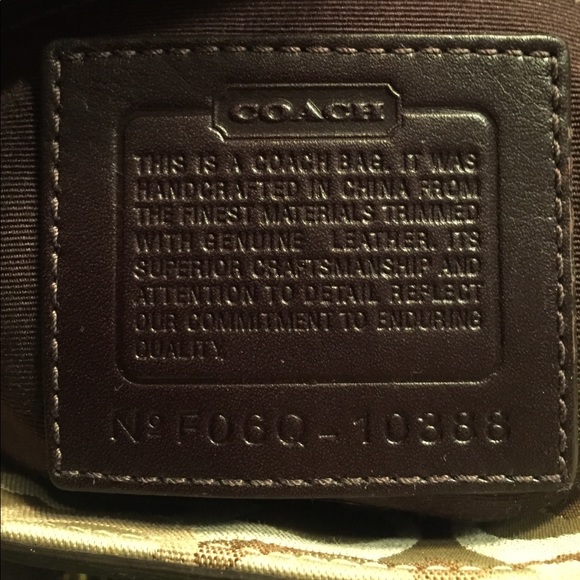 COACH
THIS IS A COACH BAG. IT WAS
HANDCRAFTED IN CHINA FROM
THE FINEST MATERIALS TRIMMED
WITH GENUINE LEATHER. ITS
SUPERIOR CRAFTSMANSHIP AND
ATTENTION TO DETAIL REFLECT
OUR COMMITMENT TO ENDURING
QUALITY.
Nº F06Q-10388